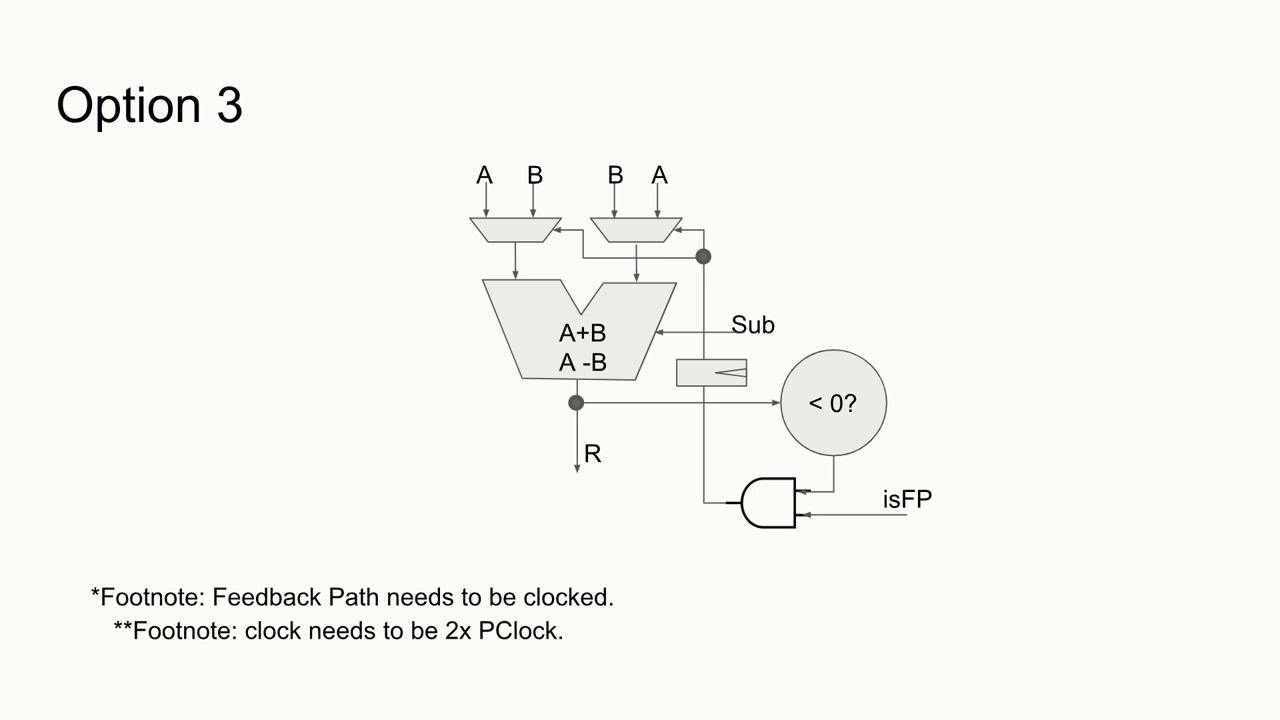 Option 3
A B B A
A+B
A -B
Sub
< 0?
R
isFP
*Footnote: Feedback Path needs to be clocked.
**Footnote: clock needs to be 2x PClock.